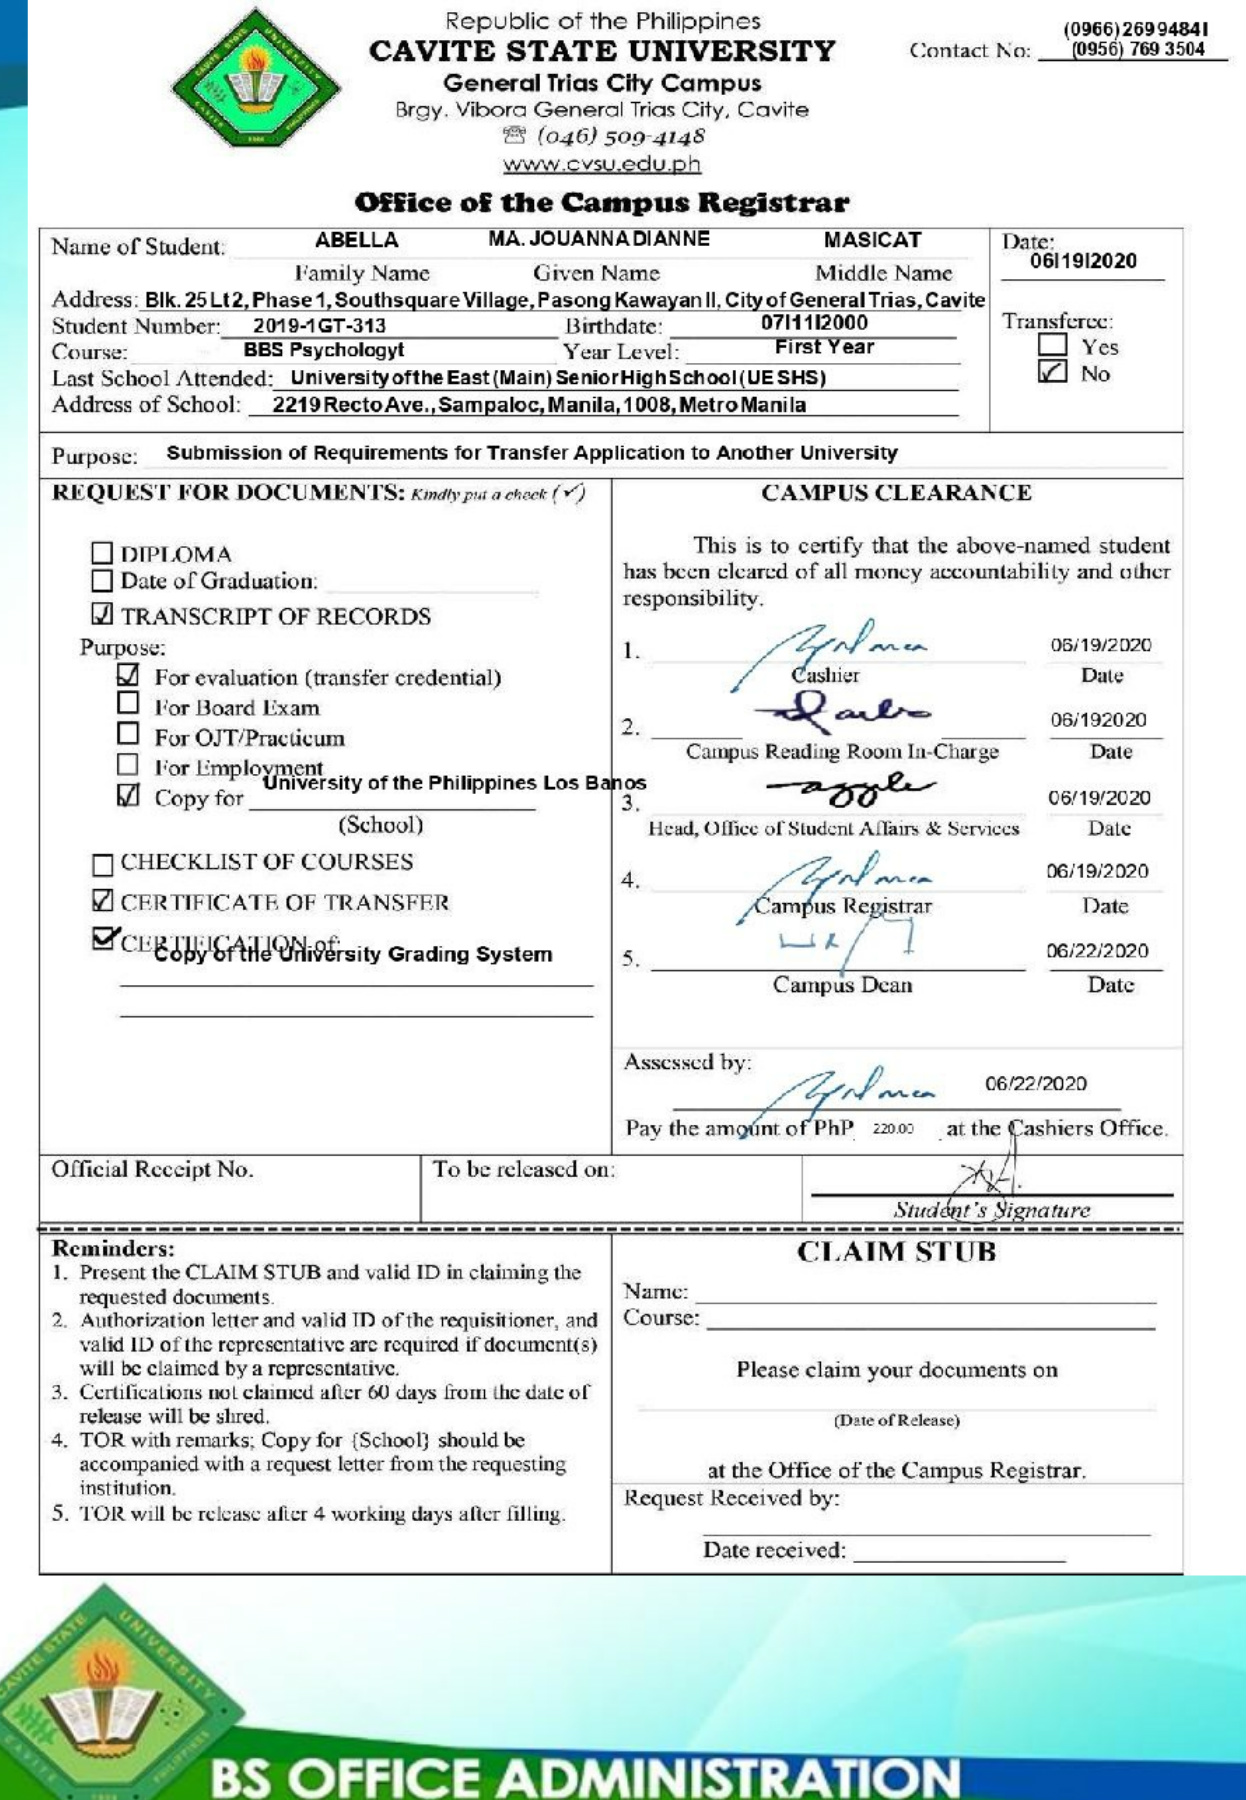 Republic of the Philippines
CAVITE STATE UNIVERSITY
General Trias City Campus
Brgy. Vibora General Trias City, Cavite
☎ (046) 509-4148
www.cvsu.edu.ph
Contact No: (0966) 269 94841
(0956) 769 3504
Office of the Campus Registrar
Name of Student: ABELLA MA. JOUANNA DIANNE MASICAT
Family Name Given Name Middle Name
Date: 06|19|2020
Address: Blk. 25 Lt 2, Phase 1, Southsquare Village, Pasong Kawayan II, City of General Trias, Cavite
Student Number: 2019-1GT-313 Birthdate: 07|11|2000
Course: BBS Psychologyt Year Level: First Year
Last School Attended: University of the East (Main) Senior High School (UE SHS)
Address of School: 2219 Recto Ave., Sampaloc, Manila, 1008, Metro Manila
Transferee:
Yes
No
Purpose: Submission of Requirements for Transfer Application to Another University
REQUEST FOR DOCUMENTS: Kindly put a check (✓)
DIPLOMA
Date of Graduation:
TRANSCRIPT OF RECORDS
Purpose:
For evaluation (transfer credential)
For Board Exam
For OJT/Practicum
For Employment
Copy for University of the Philippines Los Banos
(School)
CHECKLIST OF COURSES
CERTIFICATE OF TRANSFER
CERTIFICATION of:
Copy of the University Grading System
CAMPUS CLEARANCE
This is to certify that the above-named student
has been cleared of all money accountability and other
responsibility.
1. 06/19/2020
Cashier Date
2. 06/192020
Campus Reading Room In-Charge Date
3. 06/19/2020
Head, Office of Student Affairs & Services Date
4. 06/19/2020
Campus Registrar Date
5. 06/22/2020
Campus Dean Date
Assessed by: 06/22/2020
Pay the amount of PhP 220.00 at the Cashiers Office.
Official Receipt No.
To be released on:
Student's Signature
Reminders:
1. Present the CLAIM STUB and valid ID in claiming the
requested documents.
2. Authorization letter and valid ID of the requisitioner, and
valid ID of the representative are required if document(s)
will be claimed by a representative.
3. Certifications not claimed after 60 days from the date of
release will be shred.
4. TOR with remarks; Copy for {School} should be
accompanied with a request letter from the requesting
institution.
5. TOR will be release after 4 working days after filling.
CLAIM STUB
Name:
Course:
Please claim your documents on
(Date of Release)
at the Office of the Campus Registrar.
Request Received by:
Date received:
CAVITE STATE UNIVERSITY
PHILIPPINES
BS OFFICE ADMINISTRATION